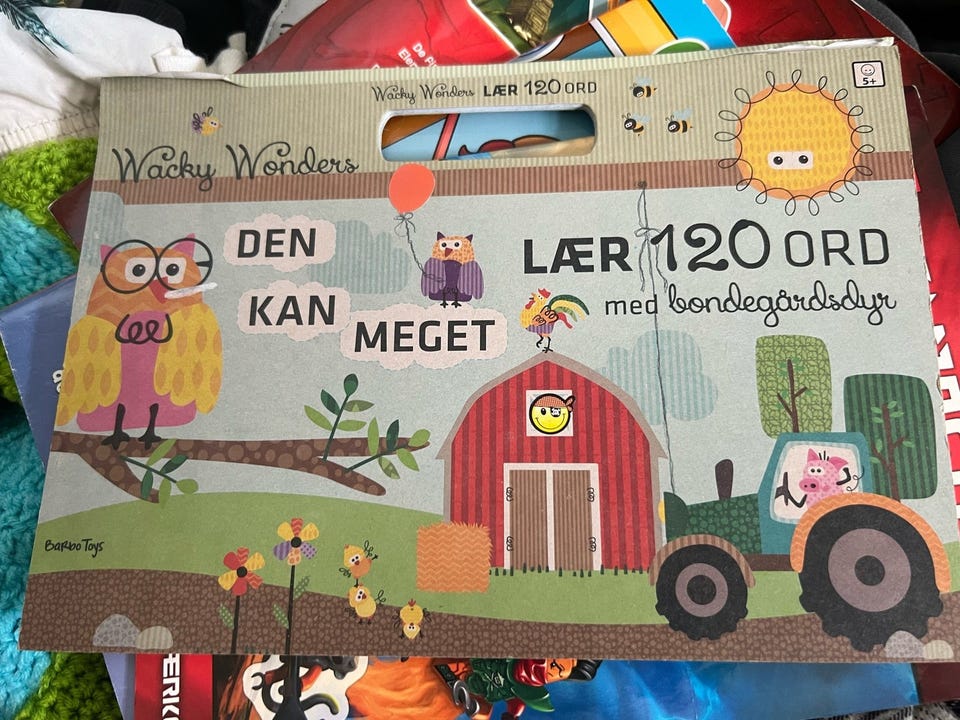 Wacky Wonders LÆR 120 ORD
5+
Wacky Wonders
DEN
KAN
MEGET
LÆR 120 ORD
med bondegårdsdyr
Barbo Toys